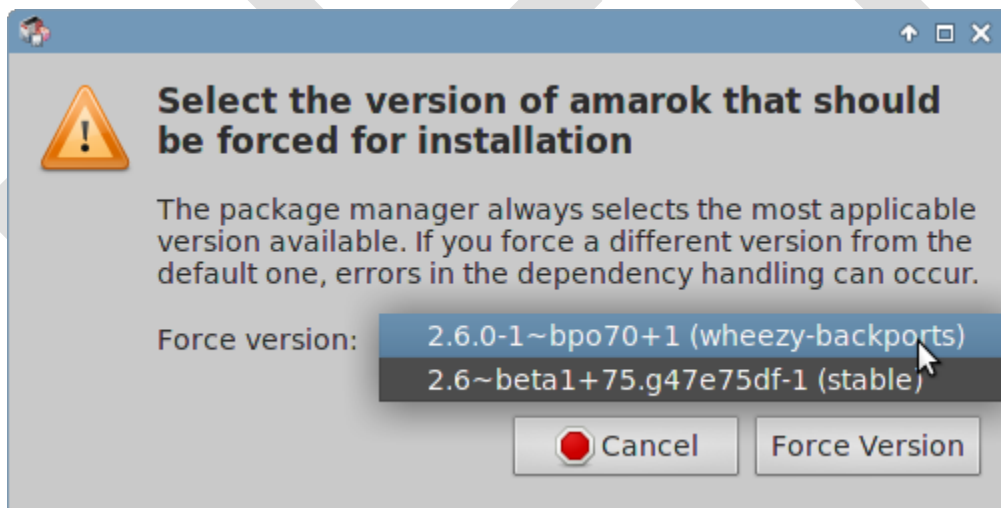 Select the version of amarok that should
be forced for installation
The package manager always selects the most applicable
version available. If you force a different version from the
default one, errors in the dependency handling can occur.
Force version: 2.6.0-1~bpo70+1 (wheezy-backports)
2.6~beta1+75.g47e75df-1 (stable)
Cancel Force Version